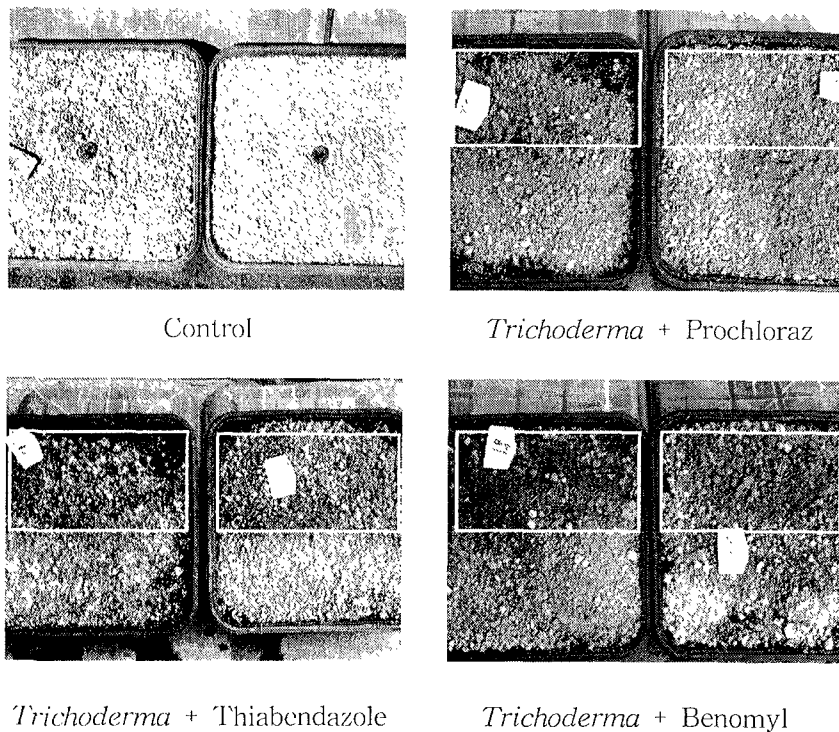 Control
Trichoderma + Prochloraz
Trichoderma + Thiabendazole
Trichoderma + Benomyl